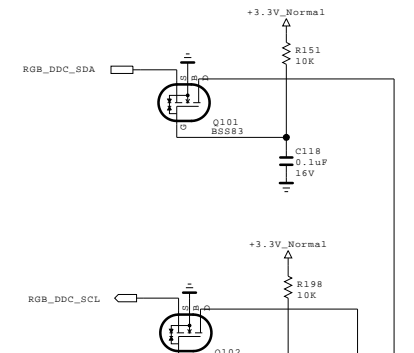 +3.3V_Normal
R151
10K
RGB_DDC_SDA
S
B
D
G
Q101
BSS83
C118
0.1uF
16V
+3.3V_Normal
R198
10K
RGB_DDC_SCL
S
B
D
Q102